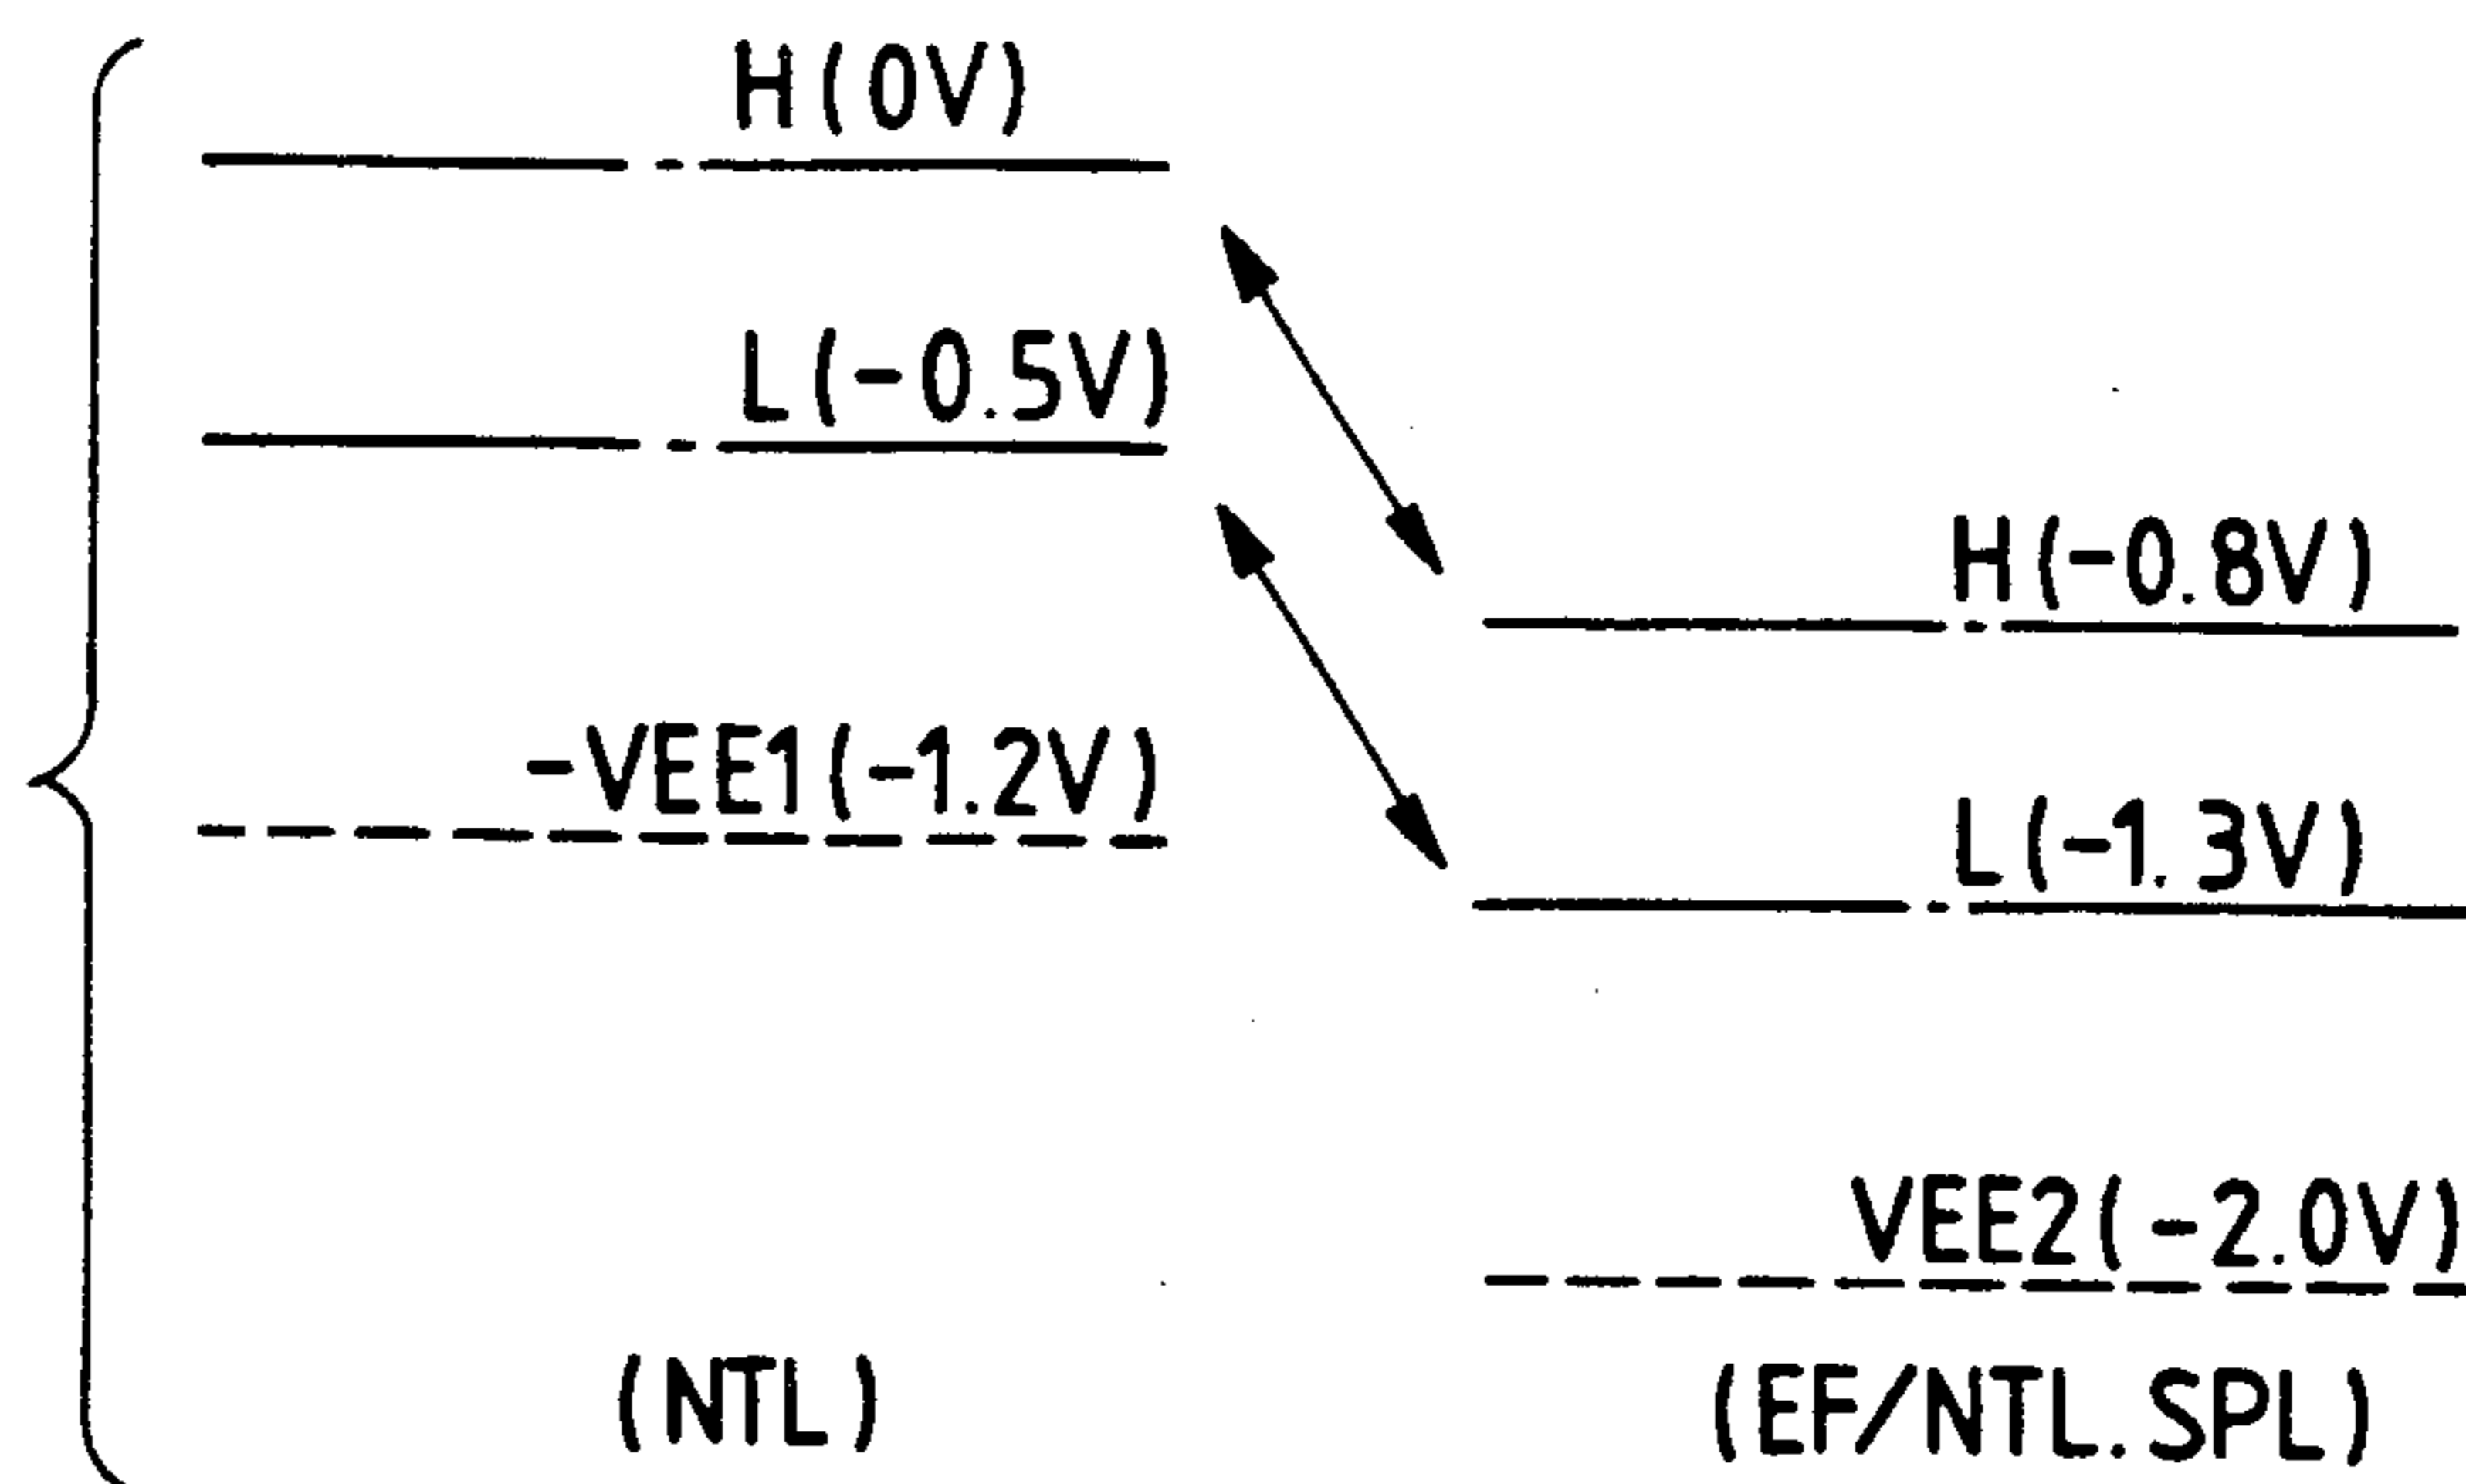 H(0V)
L(-0.5V)
H(-0.8V)
-VEE1(-1.2V)
L(-1.3V)
VEE2(-2.0V)
(NTL)
(EF/NTL.SPL)